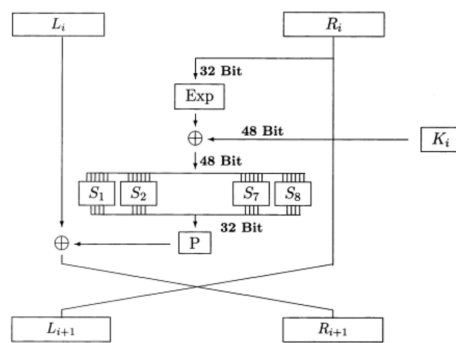 L_i
R_i
32 Bit
Exp
48 Bit
K_i
48 Bit
S_1 S_2 S_7 S_8
32 Bit
P
L_{i+1}
R_{i+1}